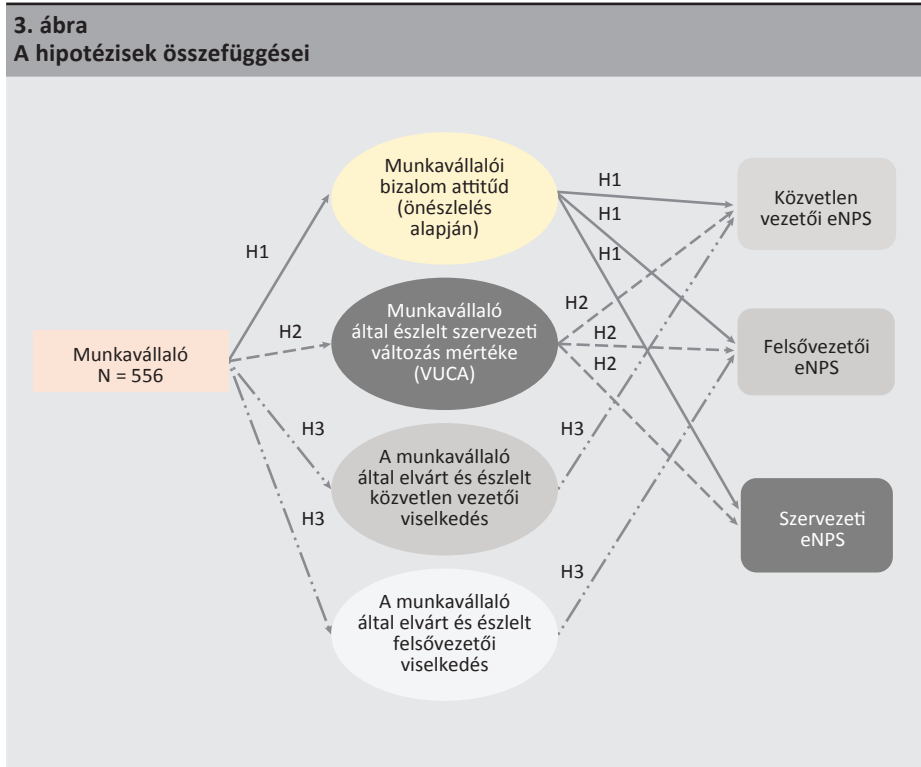 3. ábra
A hipotézisek összefüggései
Munkavállalói
bizalom attitűd
(önészlelés
alapján)
H1
H1
H1
H1
Közvetlen
vezetői eNPS
Munkavállaló
N = 556
H2
Munkavállaló
által észlelt szervezeti
változás mértéke
(VUCA)
H2
H2
H2
Felsővezetői
eNPS
H3
A munkavállaló
által elvárt és észlelt
közvetlen vezetői
viselkedés
H3
Szervezeti
eNPS
H3
A munkavállaló
által elvárt és észlelt
felsővezetői
viselkedés
H3